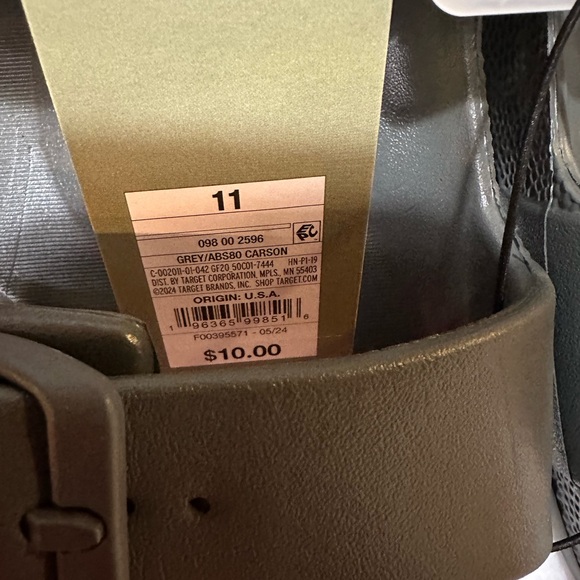 11
098 00 2596
GREY/ABS80 CARSON
C-002011-01-042 GF20 50C01-7444 HN-P1-19
DIST. BY TARGET CORPORATION, MPLS., MN 55403
©2024 TARGET BRANDS, INC. SHOP TARGET.COM
ORIGIN: U.S.A.
1 96365 99851 6
F00395571 - 05/24
$10.00